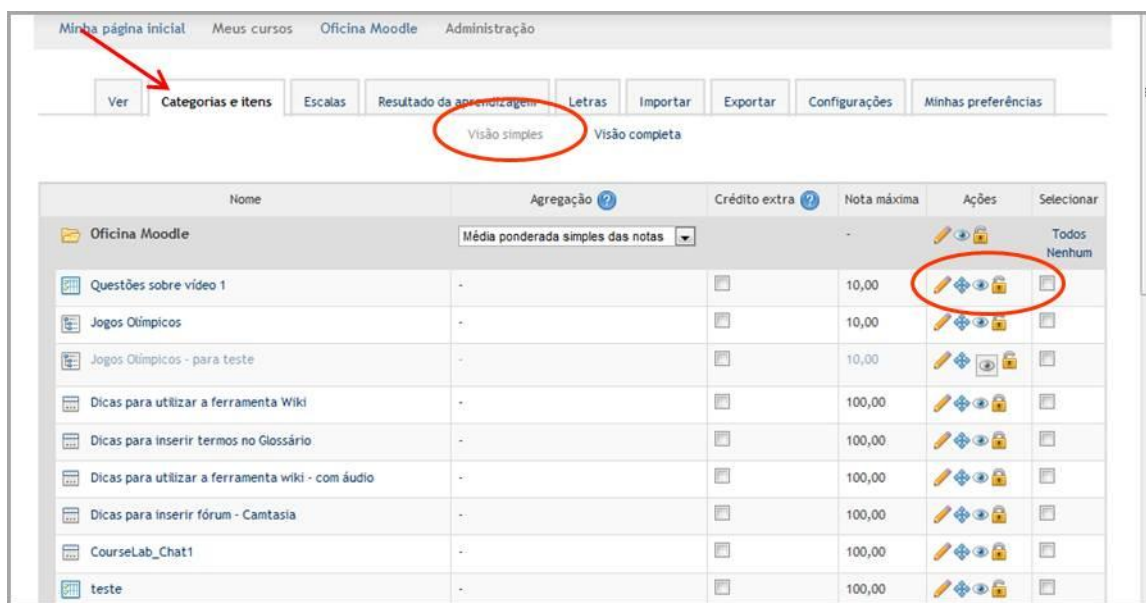 Minha página inicial Meus cursos Oficina Moodle Administração
Ver Categorias e itens Escalas Resultado da aprendizagem Letras Importar Exportar Configurações Minhas preferências
Visão simples Visão completa
Nome Agregação Crédito extra Nota máxima Ações Selecionar
Oficina Moodle Média ponderada simples das notas - Todos
Nenhum
Questões sobre vídeo 1 - 10,00
Jogos Olímpicos - 10,00
Jogos Olímpicos - para teste - 10,00
Dicas para utilizar a ferramenta Wiki - 100,00
Dicas para inserir termos no Glossário - 100,00
Dicas para utilizar a ferramenta wiki - com áudio - 100,00
Dicas para inserir fórum - Camtasia - 100,00
CourseLab_Chat1 - 100,00
teste - 100,00